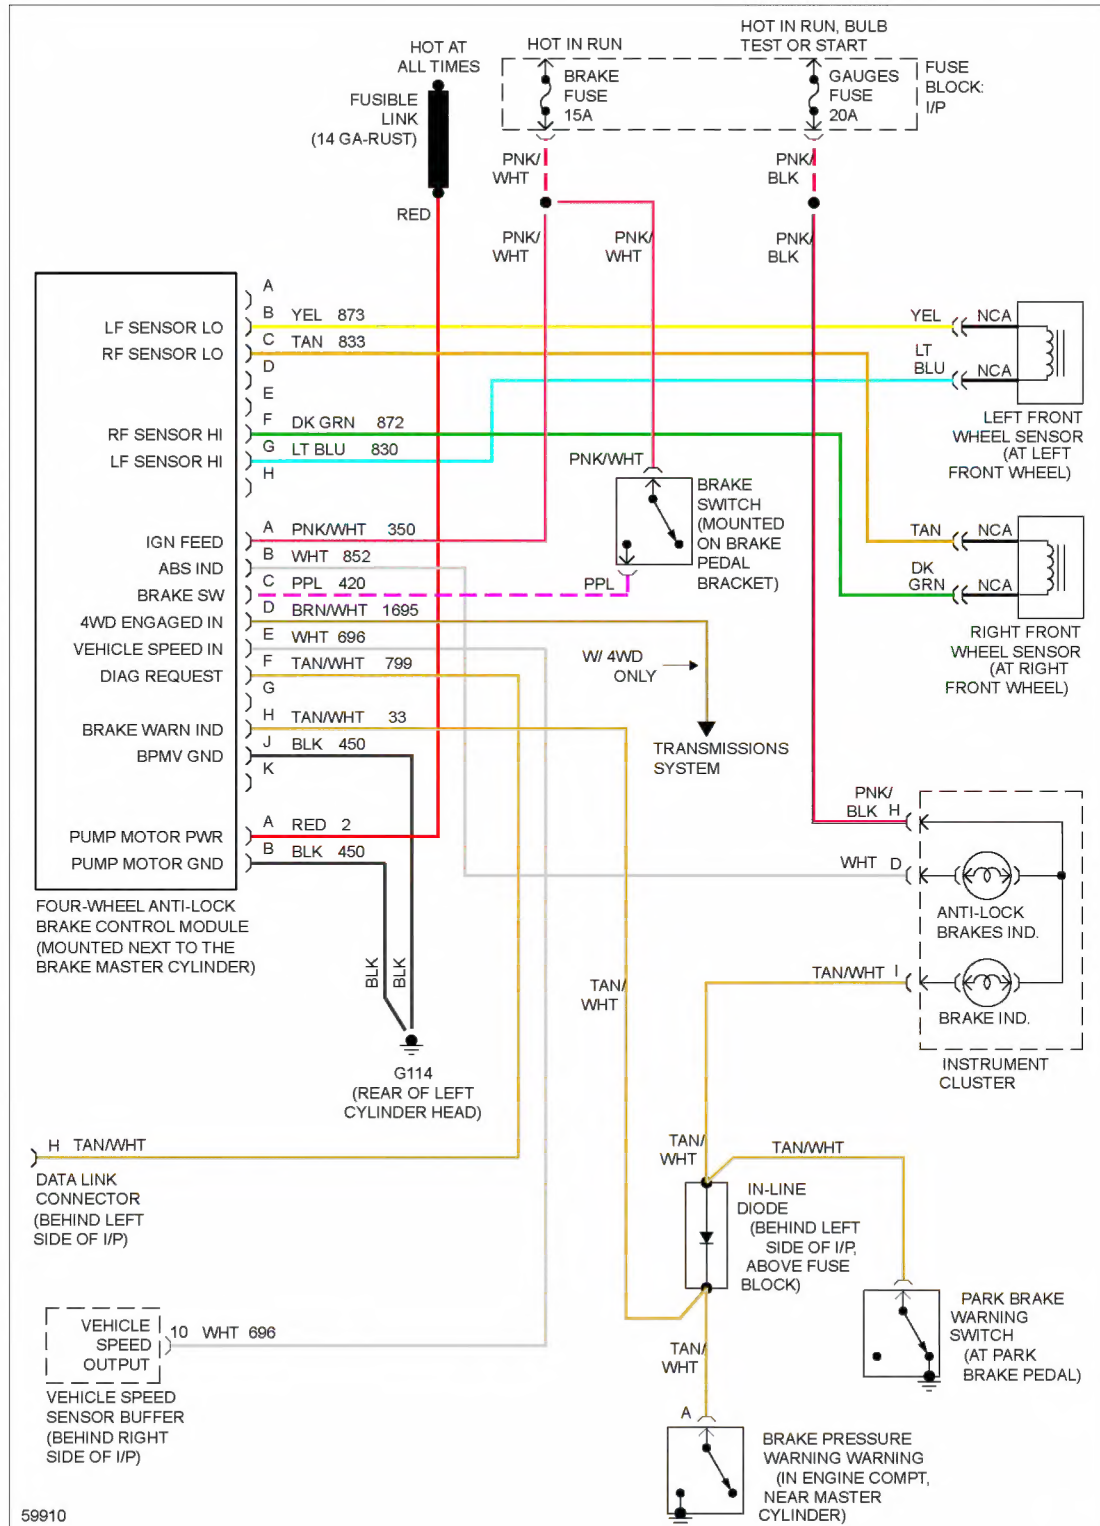 HOT AT
ALL TIMES
FUSIBLE
LINK
(14 GA-RUST)
RED
HOT IN RUN
HOT IN RUN, BULB
TEST OR START
BRAKE
FUSE
15A
GAUGES
FUSE
20A
FUSE
BLOCK:
I/P
PNK/
WHT
PNK/
BLK
PNK/
WHT
PNK/
WHT
PNK/
BLK
LF SENSOR LO
RF SENSOR LO
RF SENSOR HI
LF SENSOR HI
IGN FEED
ABS IND
BRAKE SW
4WD ENGAGED IN
VEHICLE SPEED IN
DIAG REQUEST
BRAKE WARN IND
BPMV GND
PUMP MOTOR PWR
PUMP MOTOR GND
A
B YEL 873
C TAN 833
D
E
F DK GRN 872
G LT BLU 830
H
A PNK/WHT 350
B WHT 852
C PPL 420
D BRN/WHT 1695
E WHT 696
F TAN/WHT 799
G
H TAN/WHT 33
J BLK 450
K
A RED 2
B BLK 450
FOUR-WHEEL ANTI-LOCK
BRAKE CONTROL MODULE
(MOUNTED NEXT TO THE
BRAKE MASTER CYLINDER)
YEL NCA
LT
BLU NCA
LEFT FRONT
WHEEL SENSOR
(AT LEFT
FRONT WHEEL)
PNK/WHT
BRAKE
SWITCH
(MOUNTED
ON BRAKE
PEDAL
BRACKET)
PPL
TAN NCA
DK
GRN NCA
RIGHT FRONT
WHEEL SENSOR
(AT RIGHT
FRONT WHEEL)
W/ 4WD
ONLY
TRANSMISSIONS
SYSTEM
PNK/
BLK H
WHT D
ANTI-LOCK
BRAKES IND.
TAN/WHT I
BRAKE IND.
INSTRUMENT
CLUSTER
BLK
BLK
TAN/
WHT
G114
(REAR OF LEFT
CYLINDER HEAD)
H TAN/WHT
DATA LINK
CONNECTOR
(BEHIND LEFT
SIDE OF I/P)
TAN/
WHT
TAN/WHT
IN-LINE
DIODE
(BEHIND LEFT
SIDE OF I/P,
ABOVE FUSE
BLOCK)
VEHICLE
SPEED
OUTPUT
10 WHT 696
VEHICLE SPEED
SENSOR BUFFER
(BEHIND RIGHT
SIDE OF I/P)
PARK BRAKE
WARNING
SWITCH
(AT PARK
BRAKE PEDAL)
TAN/
WHT
A
BRAKE PRESSURE
WARNING WARNING
(IN ENGINE COMPT,
NEAR MASTER
CYLINDER)
59910